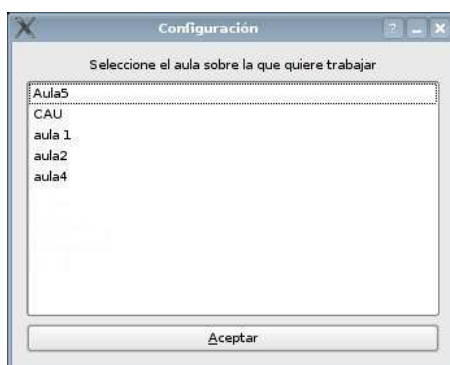 Configuración
Seleccione el aula sobre la que quiere trabajar
Aula5
CAU
aula 1
aula2
aula4
Aceptar